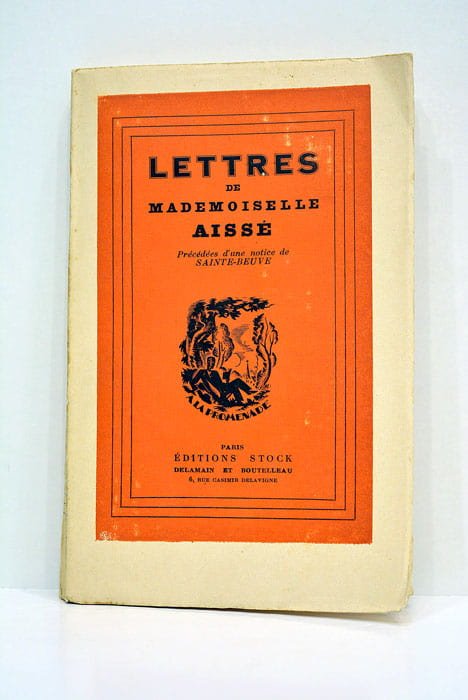 LETTRES
DE
MADEMOISELLE
AISSÉ
Précédées d'une notice de
SAINTE-BEUVE
A LA PROMENADE
PARIS
ÉDITIONS STOCK
DELAMAIN ET BOUTELLEAU
6, RUE CASIMIR DELAVIGNE